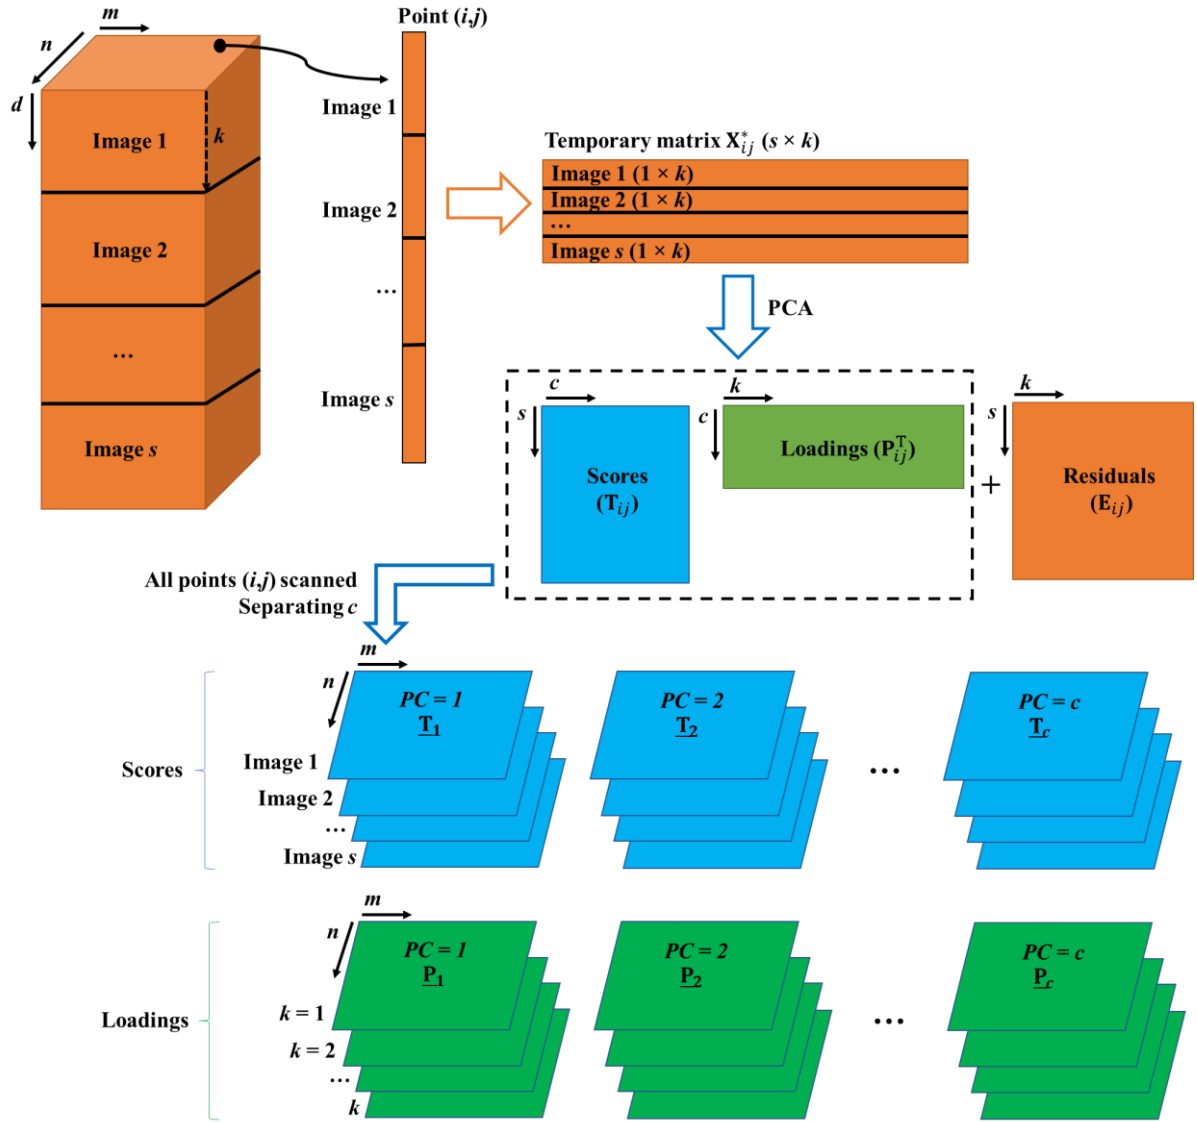 m
n
d
Image 1
k
Image 2
...
Image s
Point (i,j)
Image 1
Image 2
...
Image s
Temporary matrix X*ij (s × k)
Image 1 (1 × k)
Image 2 (1 × k)
...
Image s (1 × k)
PCA
c
s
Scores
(Tij)
k
c
Loadings (PTij)
+
k
s
Residuals
(Eij)
All points (i,j) scanned
Separating c
Scores
m
n
PC = 1
T1
Image 1
Image 2
...
Image s
PC = 2
T2
...
PC = c
Tc
Loadings
m
n
PC = 1
P1
k = 1
k = 2
...
k
PC = 2
P2
...
PC = c
Pc